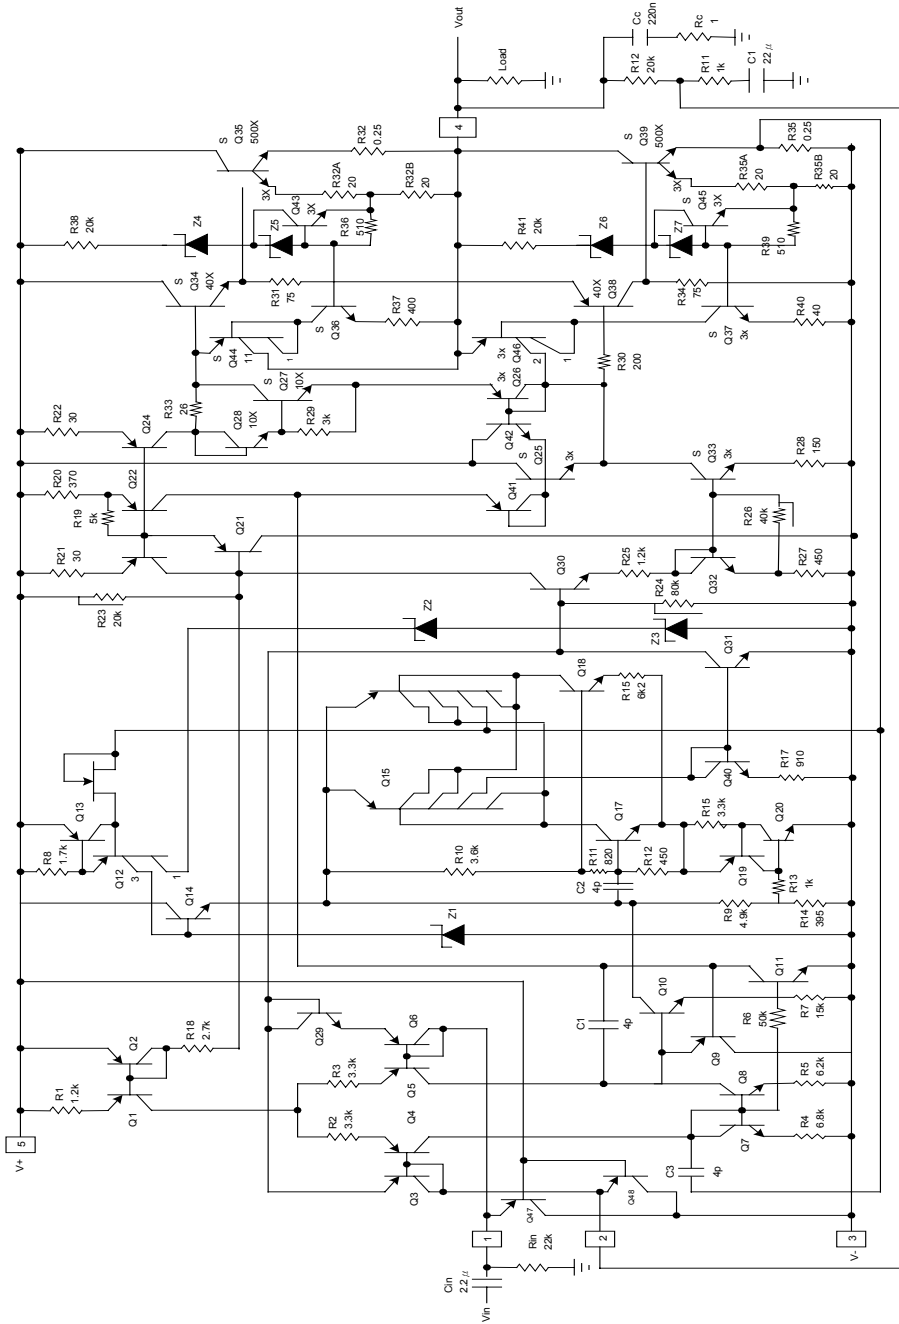 Vout
Load
Cc
220n
Rc
1
R12
20k
R11
1k
C1
22μ
4
S
Q35
500X
3X
R32
0.25
R32A
20
R32B
20
S
Q39
500X
3X
R35
0.25
R35A
20
R35B
20
R38
20k
Z4
Z5
Q43
3X
R36
510
R41
20k
Z6
Z7
S
Q45
3X
R39
510
S
Q34
40X
R31
75
S
Q36
R37
400
40X
Q38
R34
75
S
Q37
3x
R40
40
S
Q44
11
1
3x
Q46
2
1
R30
200
R22
30
Q24
R33
26
Q28
10X
S
Q27
10X
R29
3k
3x
Q26
Q42
Q25
S
3x
Q41
S
Q33
3x
R28
150
R20
370
R19
5k
Q22
R21
30
Q21
R23
20k
Q30
R25
1.2k
R24
80k
Q32
R26
40k
R27
450
Z2
Z3
Q31
Q18
R15
6k2
Q15
Q40
R17
910
Q13
R8
1.7k
Q12
3
1
Q14
R10
3.6k
R11
820
C2
4p
Q17
R12
450
R15
3.3k
Q19
Q20
R13
1k
R9
4.9k
R14
395
Z1
Q11
Q10
R6
50k
R7
15k
C1
4p
Q9
Q8
R5
6.2k
Q7
R4
6.8k
C3
4p
Q2
R18
2.7k
R1
1.2k
Q1
Q29
Q6
Q5
R3
3.3k
R2
3.3k
Q4
Q3
Q47
Q48
V+
5
1
2
3
V-
Rin
22k
Cin
2.2μ
Vin